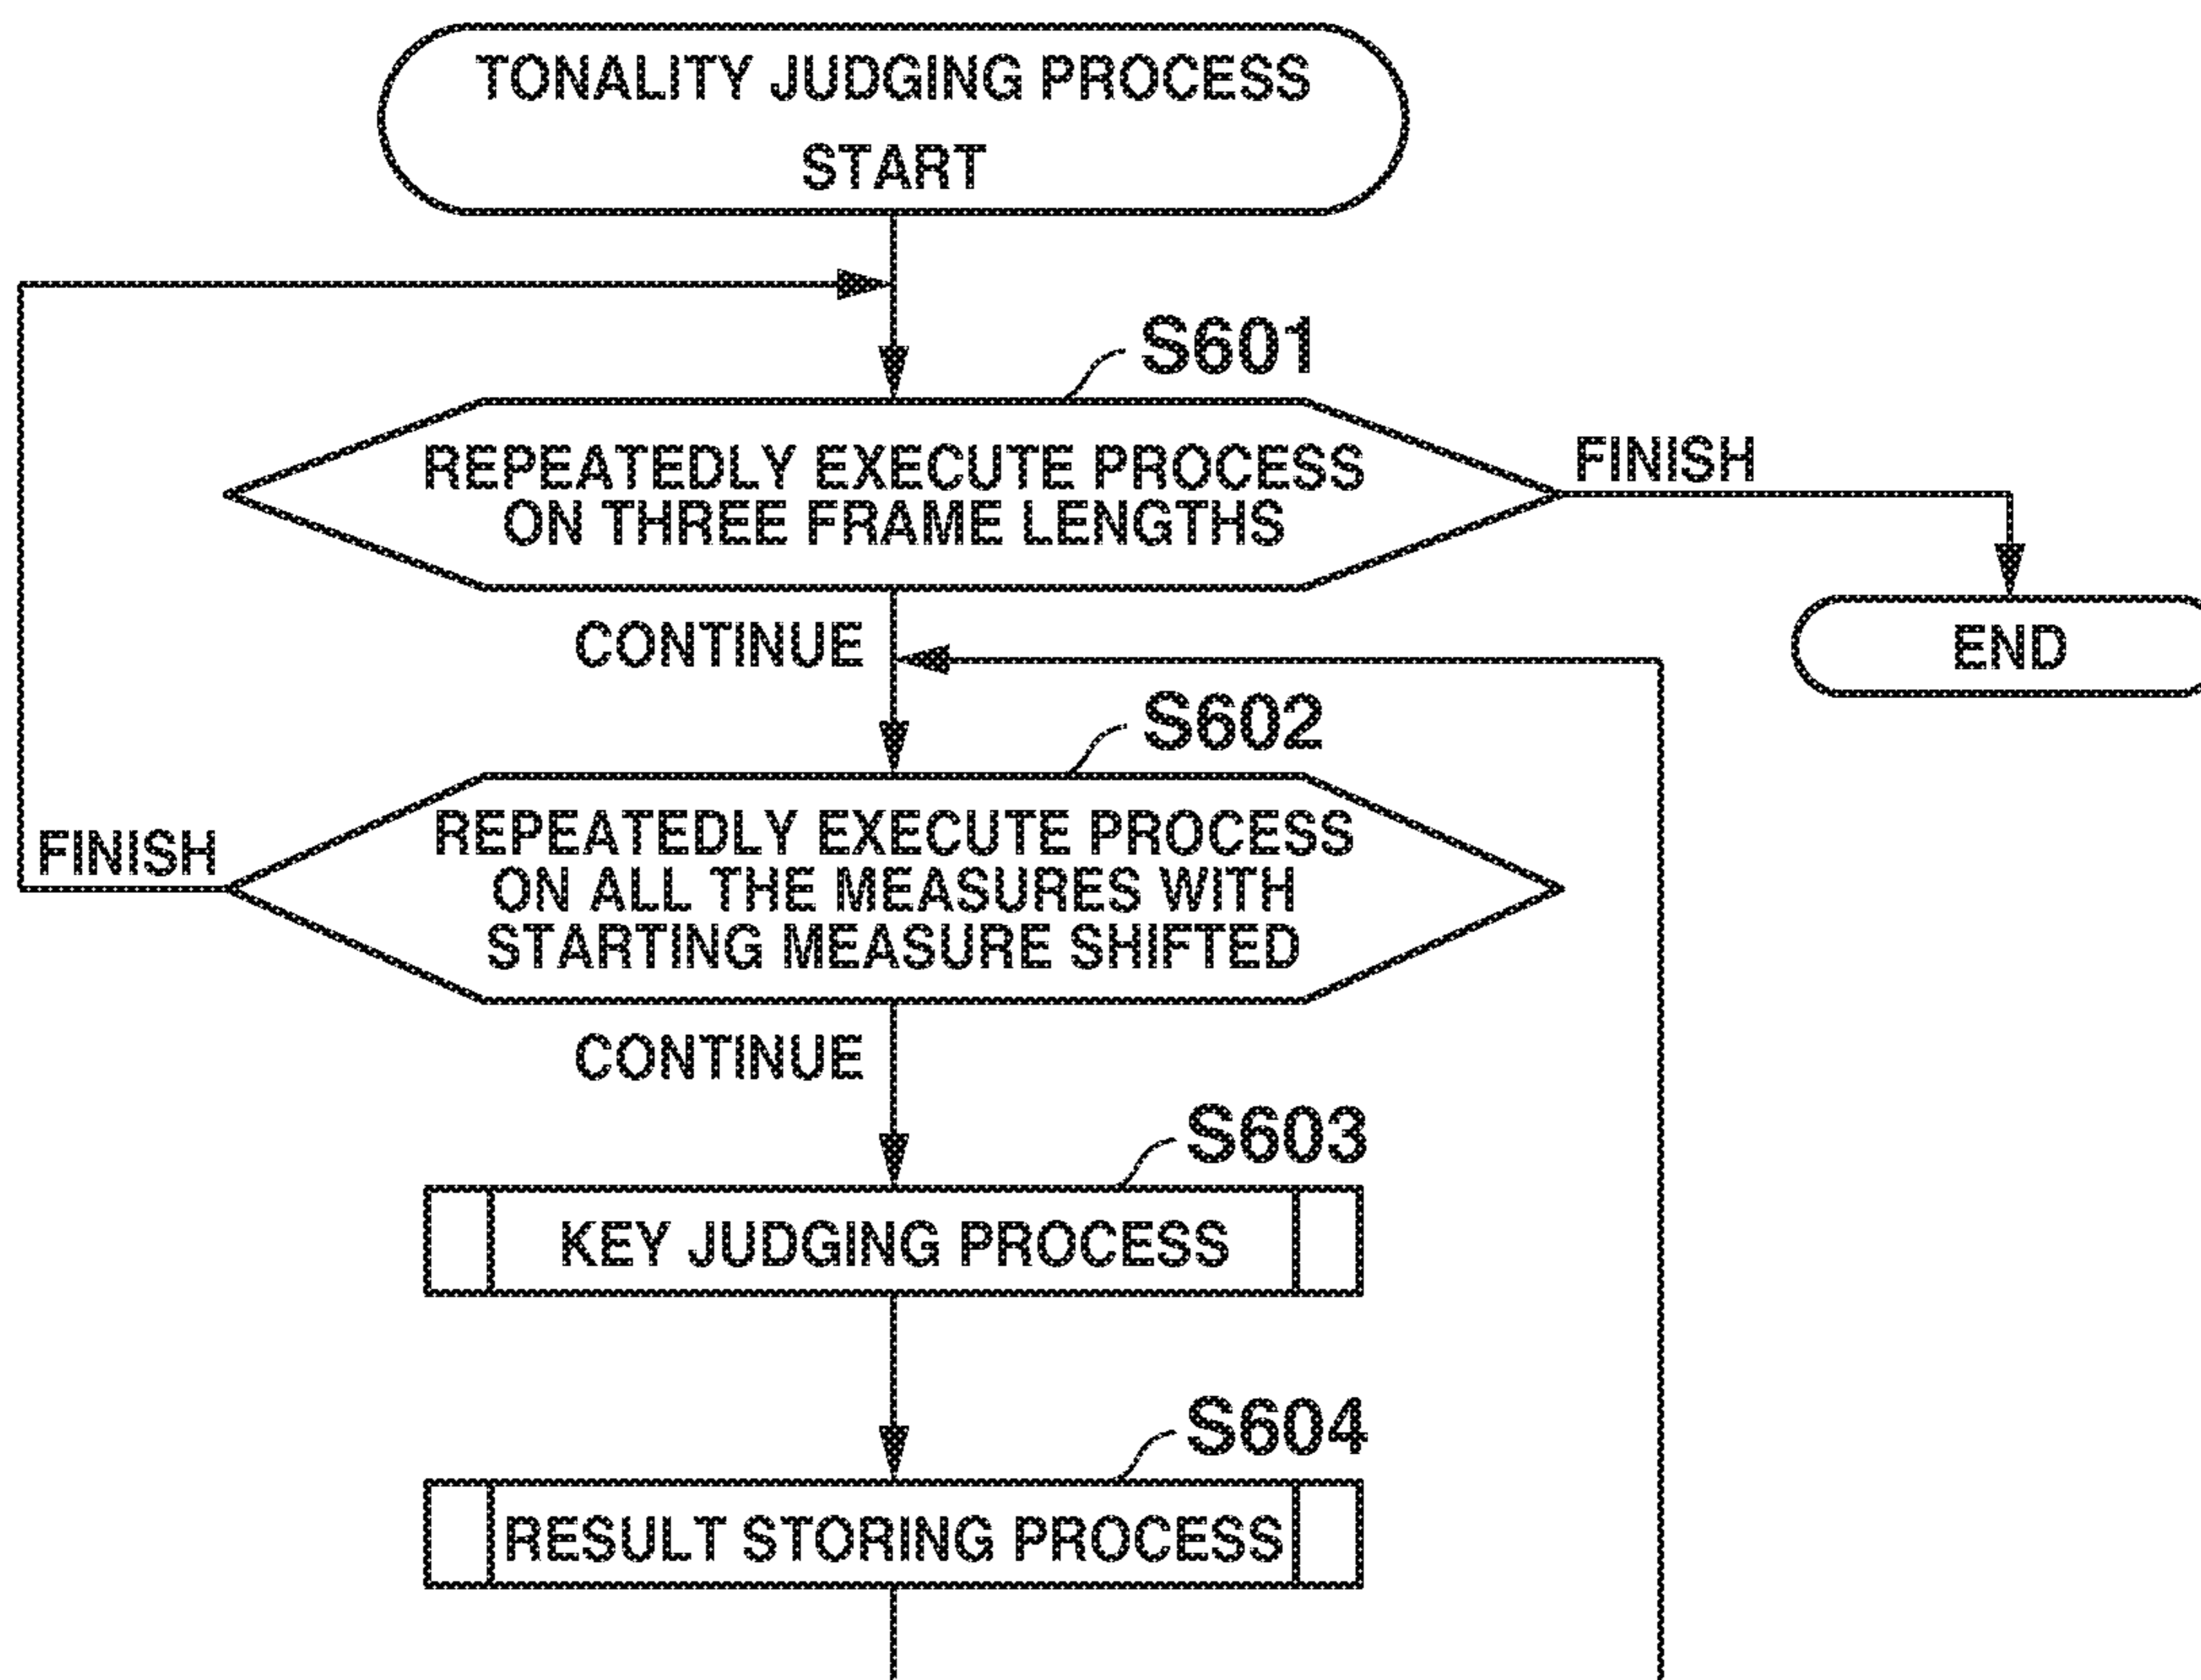 TONALITY JUDGING PROCESS
START
S601
REPEATEDLY EXECUTE PROCESS
ON THREE FRAME LENGTHS
FINISH
END
CONTINUE
S602
REPEATEDLY EXECUTE PROCESS
ON ALL THE MEASURES WITH
STARTING MEASURE SHIFTED
FINISH
CONTINUE
S603
KEY JUDGING PROCESS
S604
RESULT STORING PROCESS